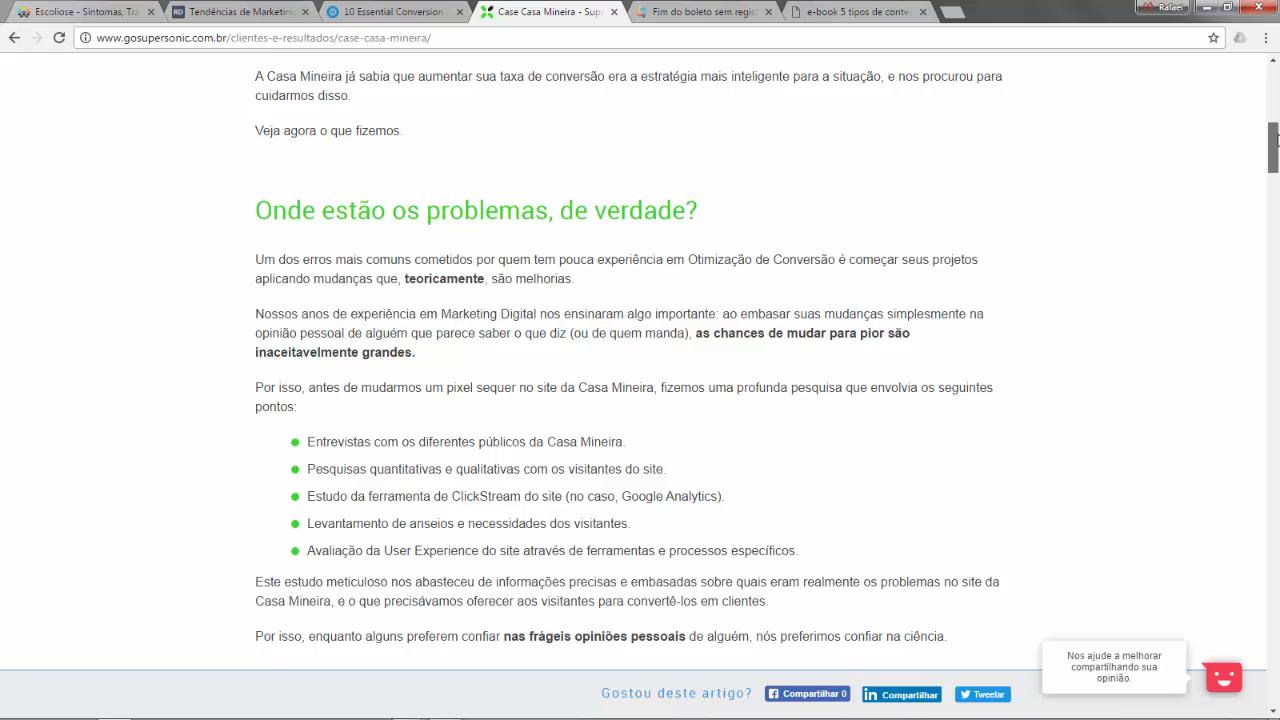 Escoliose - Sintomas, Tra
Tendências de Marketing
10 Essential Conversion
Case Casa Mineira - Sup
Fim do boleto sem regist
e-book 5 tipos de conte
Rafael
www.gosupersonic.com.br/clientes-e-resultados/case-casa-mineira/
A Casa Mineira já sabia que aumentar sua taxa de conversão era a estratégia mais inteligente para a situação, e nos procurou para
cuidarmos disso.
Veja agora o que fizemos.
Onde estão os problemas, de verdade?
Um dos erros mais comuns cometidos por quem tem pouca experiência em Otimização de Conversão é começar seus projetos
aplicando mudanças que, teoricamente, são melhorias.
Nossos anos de experiência em Marketing Digital nos ensinaram algo importante: ao embasar suas mudanças simplesmente na
opinião pessoal de alguém que parece saber o que diz (ou de quem manda), as chances de mudar para pior são
inaceitavelmente grandes.
Por isso, antes de mudarmos um pixel sequer no site da Casa Mineira, fizemos uma profunda pesquisa que envolvia os seguintes
pontos:
Entrevistas com os diferentes públicos da Casa Mineira.
Pesquisas quantitativas e qualitativas com os visitantes do site.
Estudo da ferramenta de ClickStream do site (no caso, Google Analytics).
Levantamento de anseios e necessidades dos visitantes.
Avaliação da User Experience do site através de ferramentas e processos específicos.
Este estudo meticuloso nos abasteceu de informações precisas e embasadas sobre quais eram realmente os problemas no site da
Casa Mineira, e o que precisávamos oferecer aos visitantes para convertê-los em clientes.
Por isso, enquanto alguns preferem confiar nas frágeis opiniões pessoais de alguém, nós preferimos confiar na ciência.
Nos ajude a melhorar
compartilhando sua
opinião.
Gostou deste artigo?
Compartilhar 0
Compartilhar
Tweetar